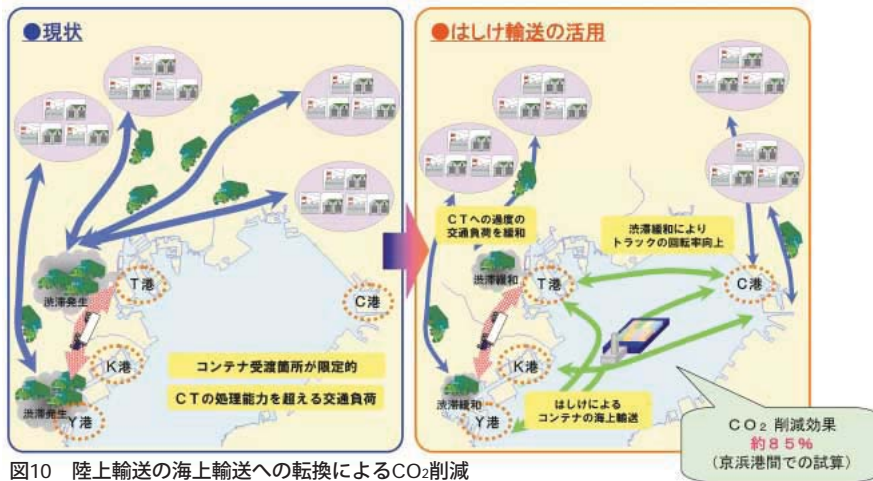 ●現状
渋滞発生
T港
C港
K港
渋滞発生
Y港
コンテナ受渡箇所が限定的
CTの処理能力を超える交通負荷
●はしけ輸送の活用
CTへの過度の
交通負荷を緩和
渋滞緩和により
トラックの回転率向上
渋滞緩和
T港
C港
K港
渋滞緩和
Y港
はしけによる
コンテナの海上輸送
CO₂ 削減効果
約85%
(京浜港間での試算)
図10 陸上輸送の海上輸送への転換によるCO₂削減